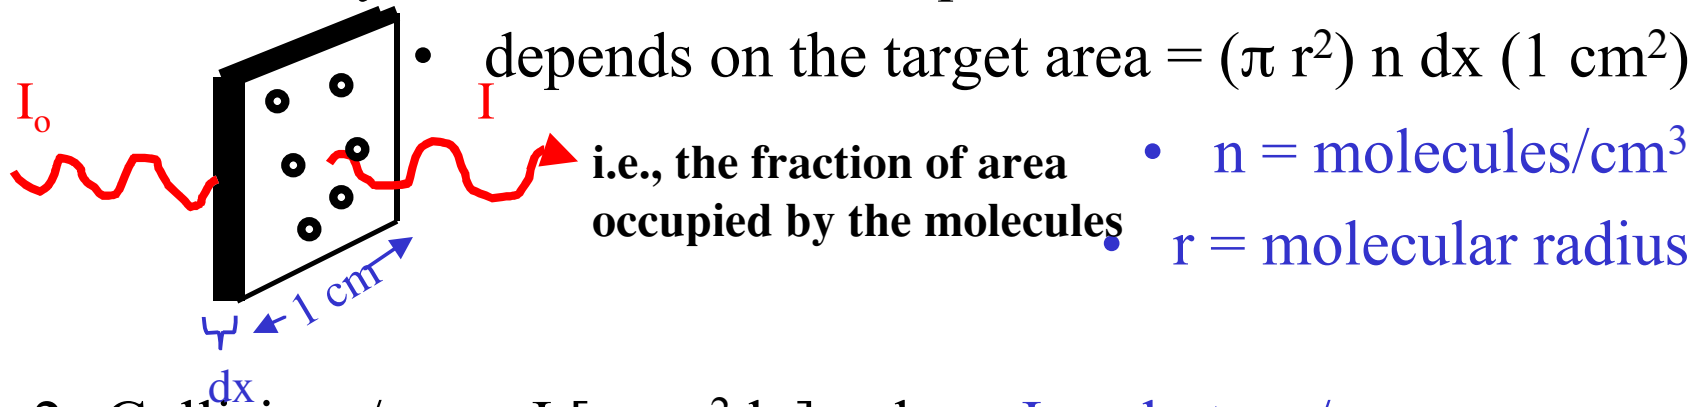 • depends on the target area = (π r²) n dx (1 cm²)
Iₒ
I
i.e., the fraction of area
occupied by the molecules
• n = molecules/cm³
• r = molecular radius
1 cm
dx